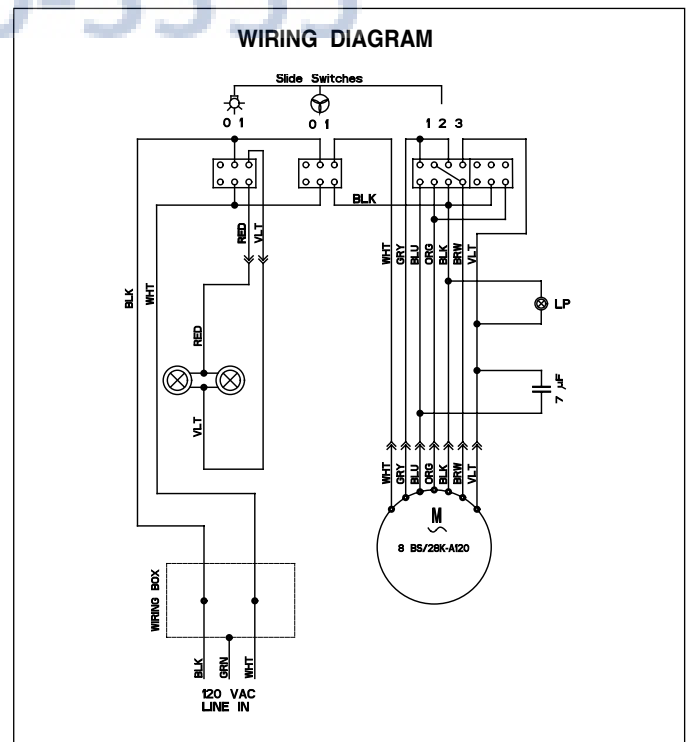 WIRING DIAGRAM
Slide Switches
0 1
0 1
1 2 3
BLK
RED
VLT
WHT
GRY
BLU
ORG
BLK
BRW
VLT
BLK
WHT
LP
RED
7 µF
VLT
WHT
GRY
BLU
ORG
BLK
BRW
VLT
M
8 BS/28K-A120
WIRING BOX
BLK
GRN
WHT
120 VAC
LINE IN